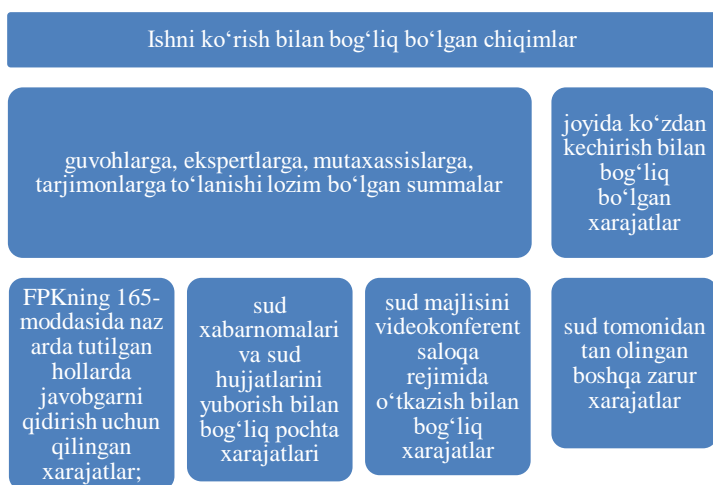 Ishni ko‘rish bilan bog‘liq bo‘lgan chiqimlar
guvohlarga, ekspertlarga, mutaxassislarga,
tarjimonlarga to‘lanishi lozim bo‘lgan summalar
joyida ko‘zdan
kechirish bilan
bog‘liq
bo‘lgan
xarajatlar
FPKning 165-
moddasida naz
arda tutilgan
hollarda
javobgarni
qidirish uchun
qilingan
xarajatlar;
sud
xabarnomalari
va sud
hujjatlarini
yuborish bilan
bog‘liq pochta
xarajatlari
sud majlisini
videokonferent
saloqa
rejimida
o‘tkazish bilan
bog‘liq
xarajatlar
sud tomonidan
tan olingan
boshqa zarur
xarajatlar